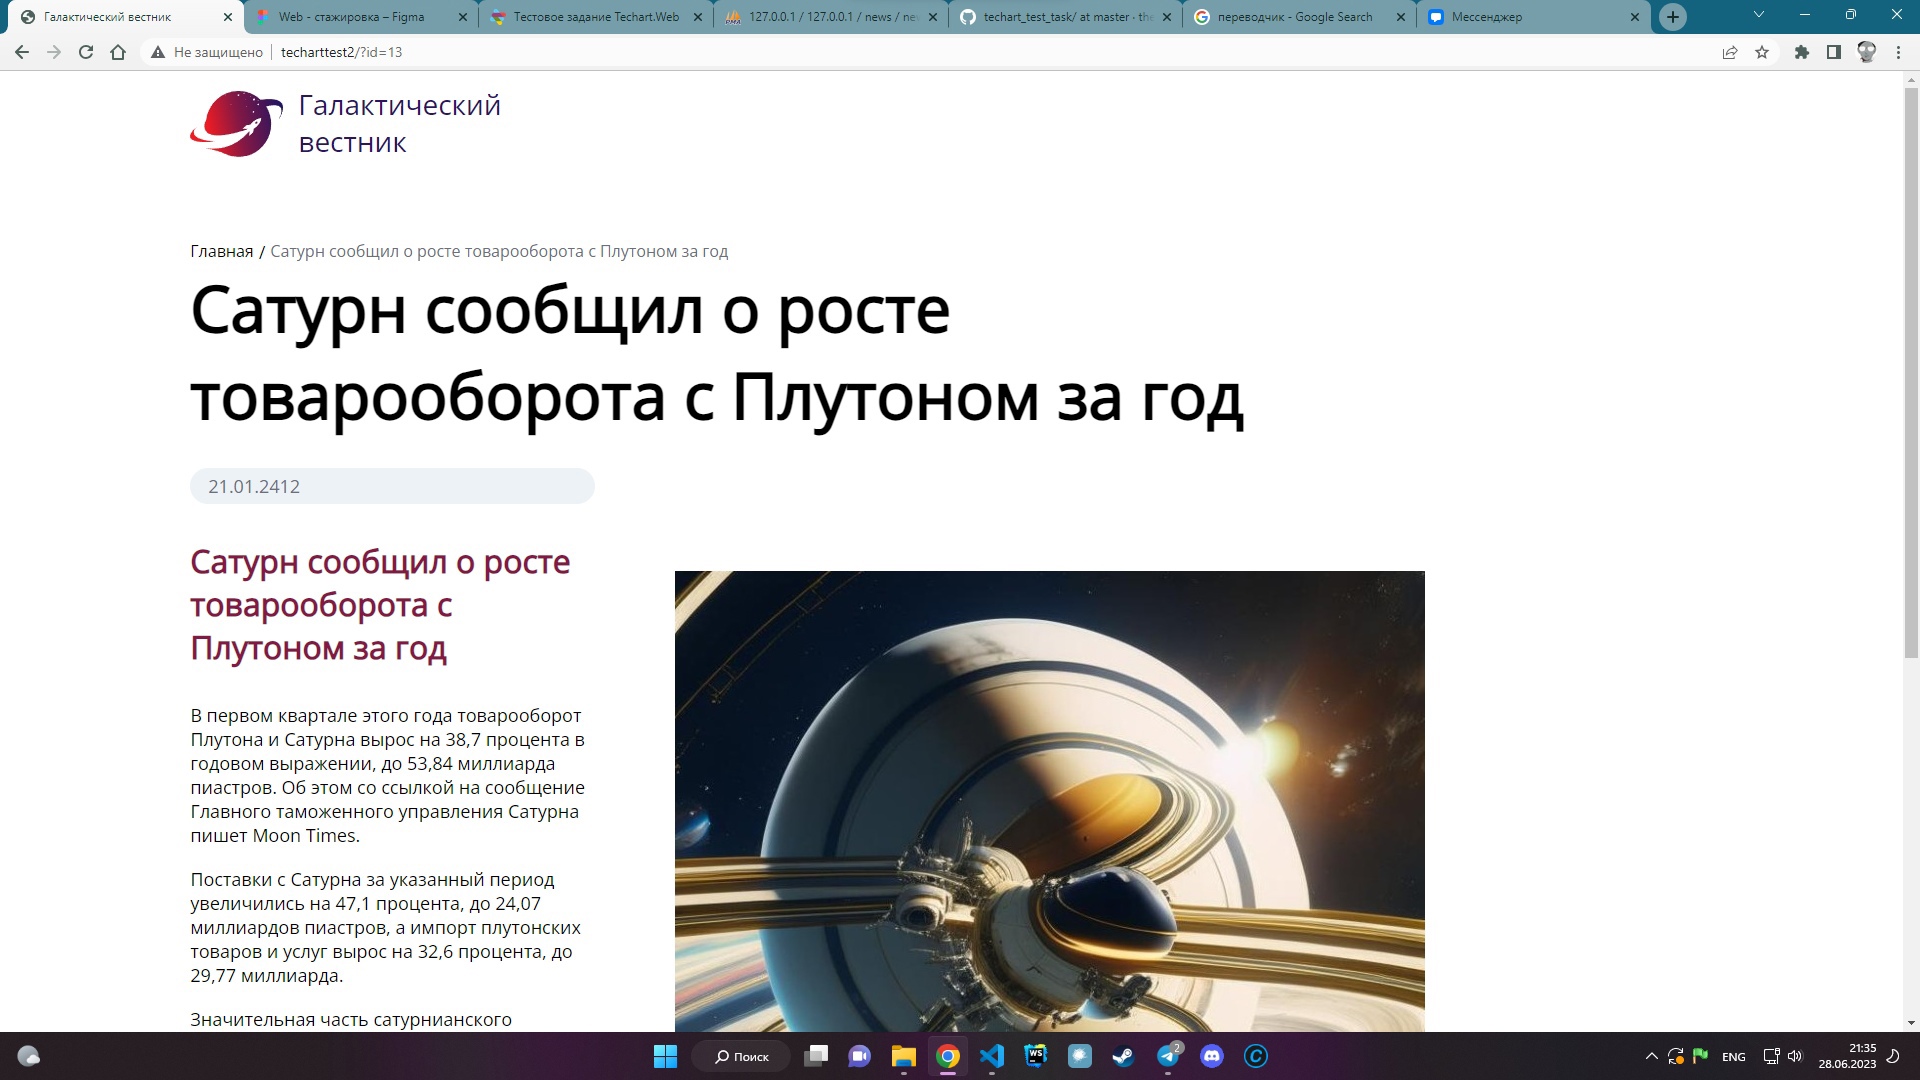 Галактический вестник
Web - стажировка – Figma
Тестовое задание Techart.Web
127.0.0.1 / 127.0.0.1 / news / ne
techart_test_task/ at master · the
переводчик - Google Search
Мессенджер
Не защищено
techarttest2/?id=13
Галактический
вестник
Главная / Сатурн сообщил о росте товарооборота с Плутоном за год
Сатурн сообщил о росте
товарооборота с Плутоном за год
21.01.2412
Сатурн сообщил о росте
товарооборота с
Плутоном за год
В первом квартале этого года товарооборот
Плутона и Сатурна вырос на 38,7 процента в
годовом выражении, до 53,84 миллиарда
пиастров. Об этом со ссылкой на сообщение
Главного таможенного управления Сатурна
пишет Moon Times.
Поставки с Сатурна за указанный период
увеличились на 47,1 процента, до 24,07
миллиардов пиастров, а импорт плутонских
товаров и услуг вырос на 32,6 процента, до
29,77 миллиарда.
Значительная часть сатурнианского
Поиск
WS
2
ENG
21:35
28.06.2023